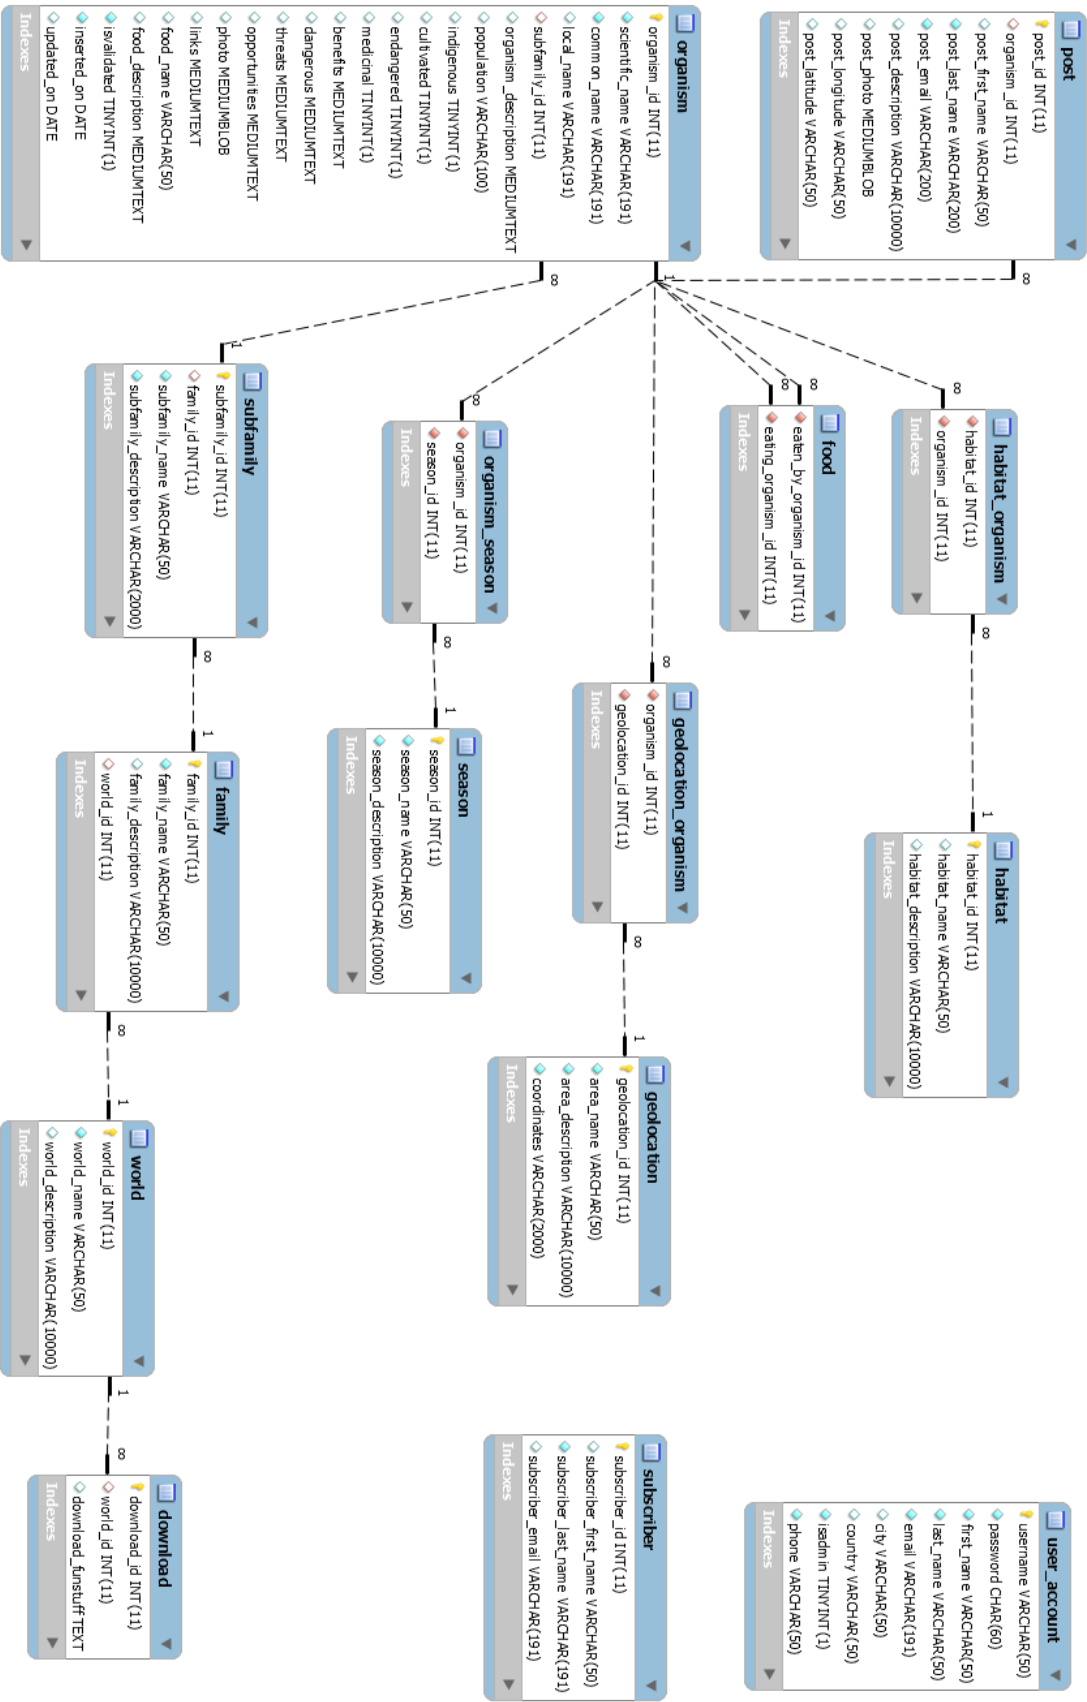 post
post_id INT(11)
organism_id INT(11)
post_first_name VARCHAR(50)
post_last_name VARCHAR(200)
post_email VARCHAR(200)
post_description VARCHAR(10000)
post_photo MEDIUMBLOB
post_longitude VARCHAR(50)
post_latitude VARCHAR(50)
Indexes
∞
organism
organism_id INT(11)
scientific_name VARCHAR(191)
common_name VARCHAR(191)
local_name VARCHAR(191)
subfamily_id INT(11)
organism_description MEDIUMTEXT
population VARCHAR(100)
indigenous TINYINT(1)
cultivated TINYINT(1)
endangered TINYINT(1)
medicinal TINYINT(1)
benefits MEDIUMTEXT
dangerous MEDIUMTEXT
threats MEDIUMTEXT
opportunities MEDIUMTEXT
photo MEDIUMBLOB
links MEDIUMTEXT
food_name VARCHAR(50)
food_description MEDIUMTEXT
isvalidated TINYINT(1)
inserted_on DATE
updated_on DATE
Indexes
1
∞
habitat_organism
habitat_id INT(11)
organism_id INT(11)
Indexes
∞
∞
habitat
habitat_id INT(11)
habitat_name VARCHAR(50)
habitat_description VARCHAR(10000)
Indexes
1
food
eaten_by_organism_id INT(11)
eating_organism_id INT(11)
Indexes
∞
∞
geolocation_organism
organism_id INT(11)
geolocation_id INT(11)
Indexes
∞
∞
geolocation
geolocation_id INT(11)
area_name VARCHAR(50)
area_description VARCHAR(10000)
coordinates VARCHAR(2000)
Indexes
1
organism_season
organism_id INT(11)
season_id INT(11)
Indexes
∞
∞
season
season_id INT(11)
season_name VARCHAR(50)
season_description VARCHAR(10000)
Indexes
1
subfamily
subfamily_id INT(11)
family_id INT(11)
subfamily_name VARCHAR(50)
subfamily_description VARCHAR(2000)
Indexes
1
∞
family
family_id INT(11)
family_name VARCHAR(50)
family_description VARCHAR(10000)
world_id INT(11)
Indexes
1
∞
world
world_id INT(11)
world_name VARCHAR(50)
world_description VARCHAR(10000)
Indexes
1
1
download
download_id INT(11)
world_id INT(11)
download_funstuff TEXT
Indexes
∞
subscriber
subscriber_id INT(11)
subscriber_first_name VARCHAR(50)
subscriber_last_name VARCHAR(191)
subscriber_email VARCHAR(191)
Indexes
user_account
username VARCHAR(50)
password CHAR(60)
first_name VARCHAR(50)
last_name VARCHAR(50)
email VARCHAR(191)
city VARCHAR(50)
country VARCHAR(50)
isadmin TINYINT(1)
phone VARCHAR(50)
Indexes